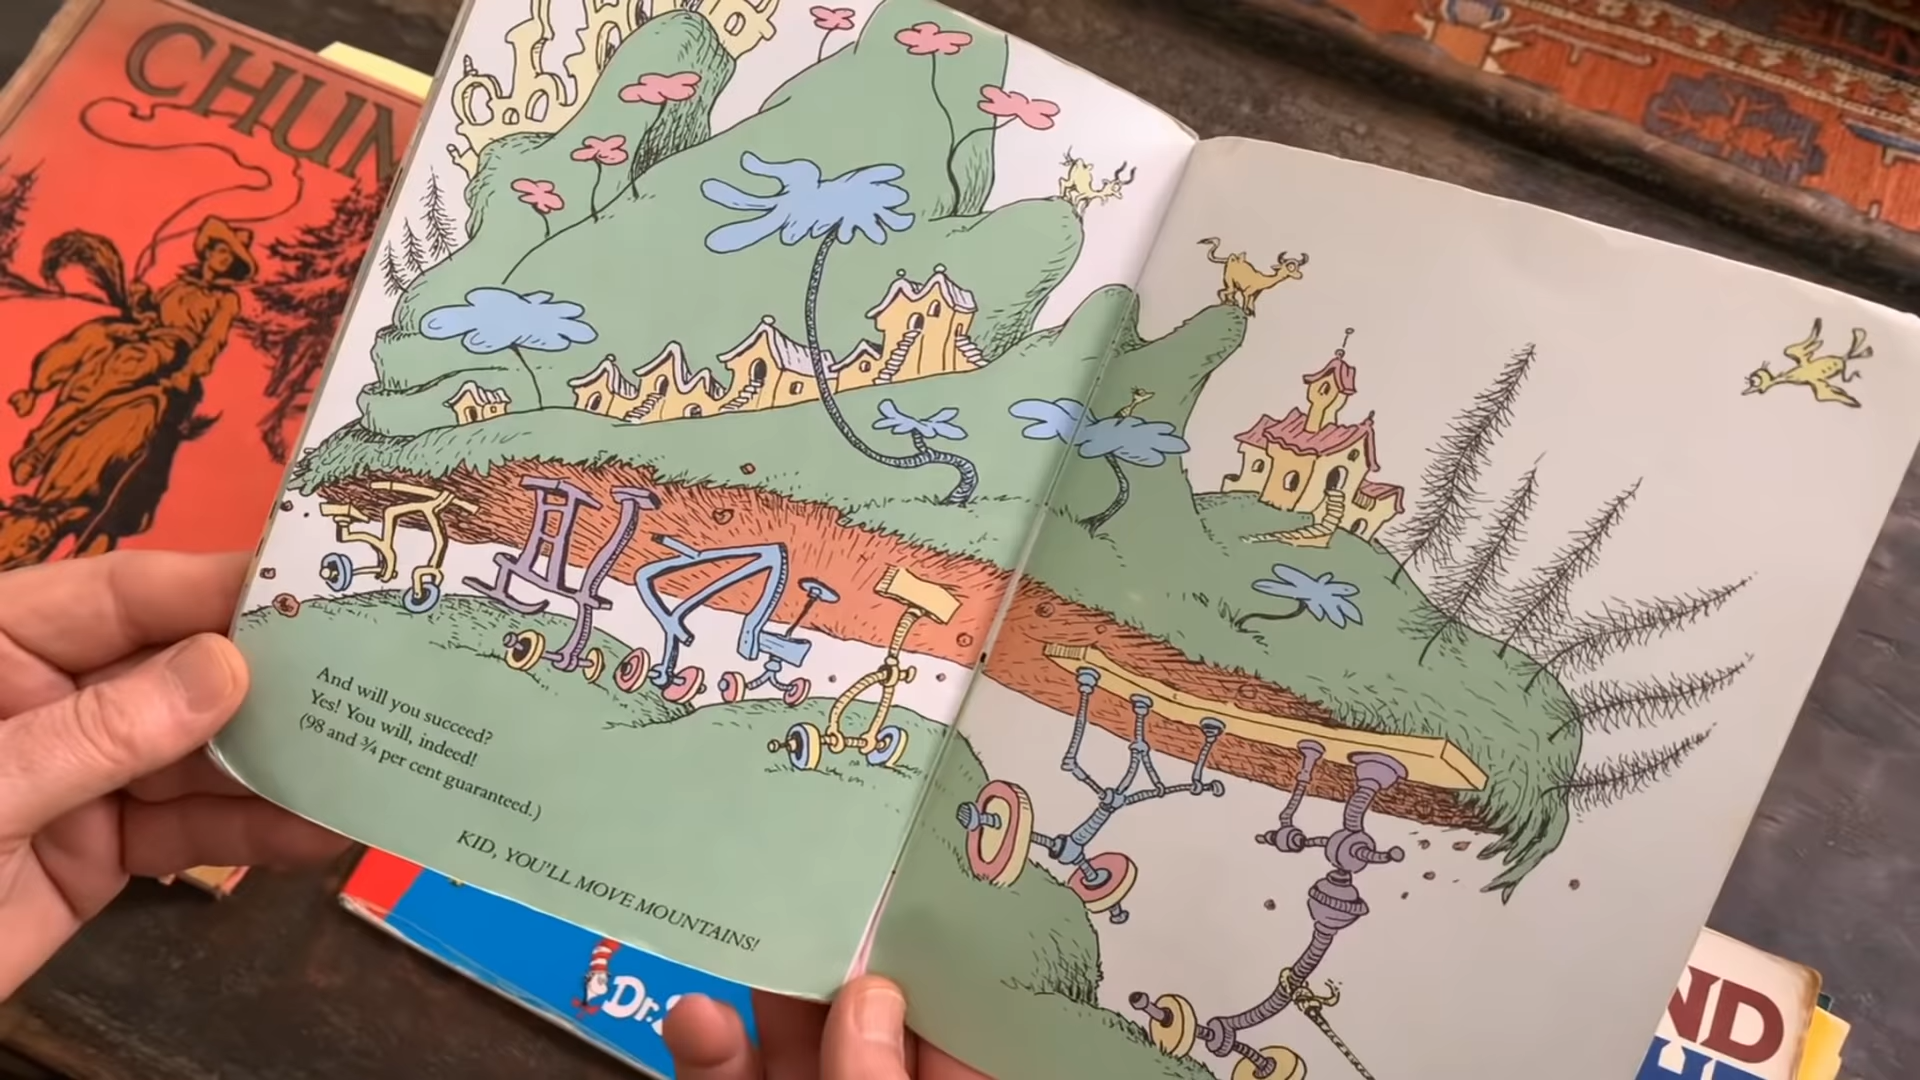 CHUM
And will you succeed?
Yes! You will, indeed!
(98 and ¾ per cent guaranteed.)
KID, YOU'LL MOVE MOUNTAINS!
Dr.
ND